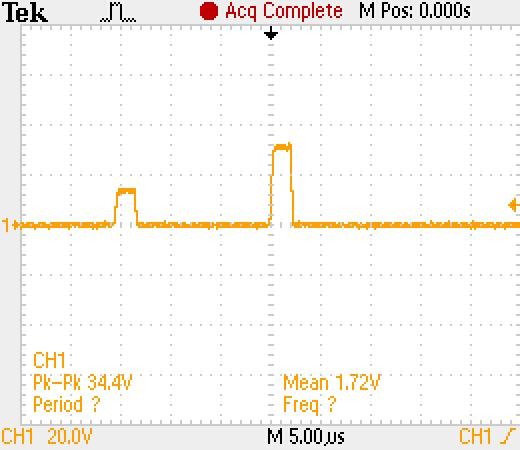 Tek Acq Complete M Pos: 0.000s
1
CH1
Pk-Pk 34.4V Mean 1.72V
Period ? Freq ?
CH1 20.0V M 5.00µs CH1